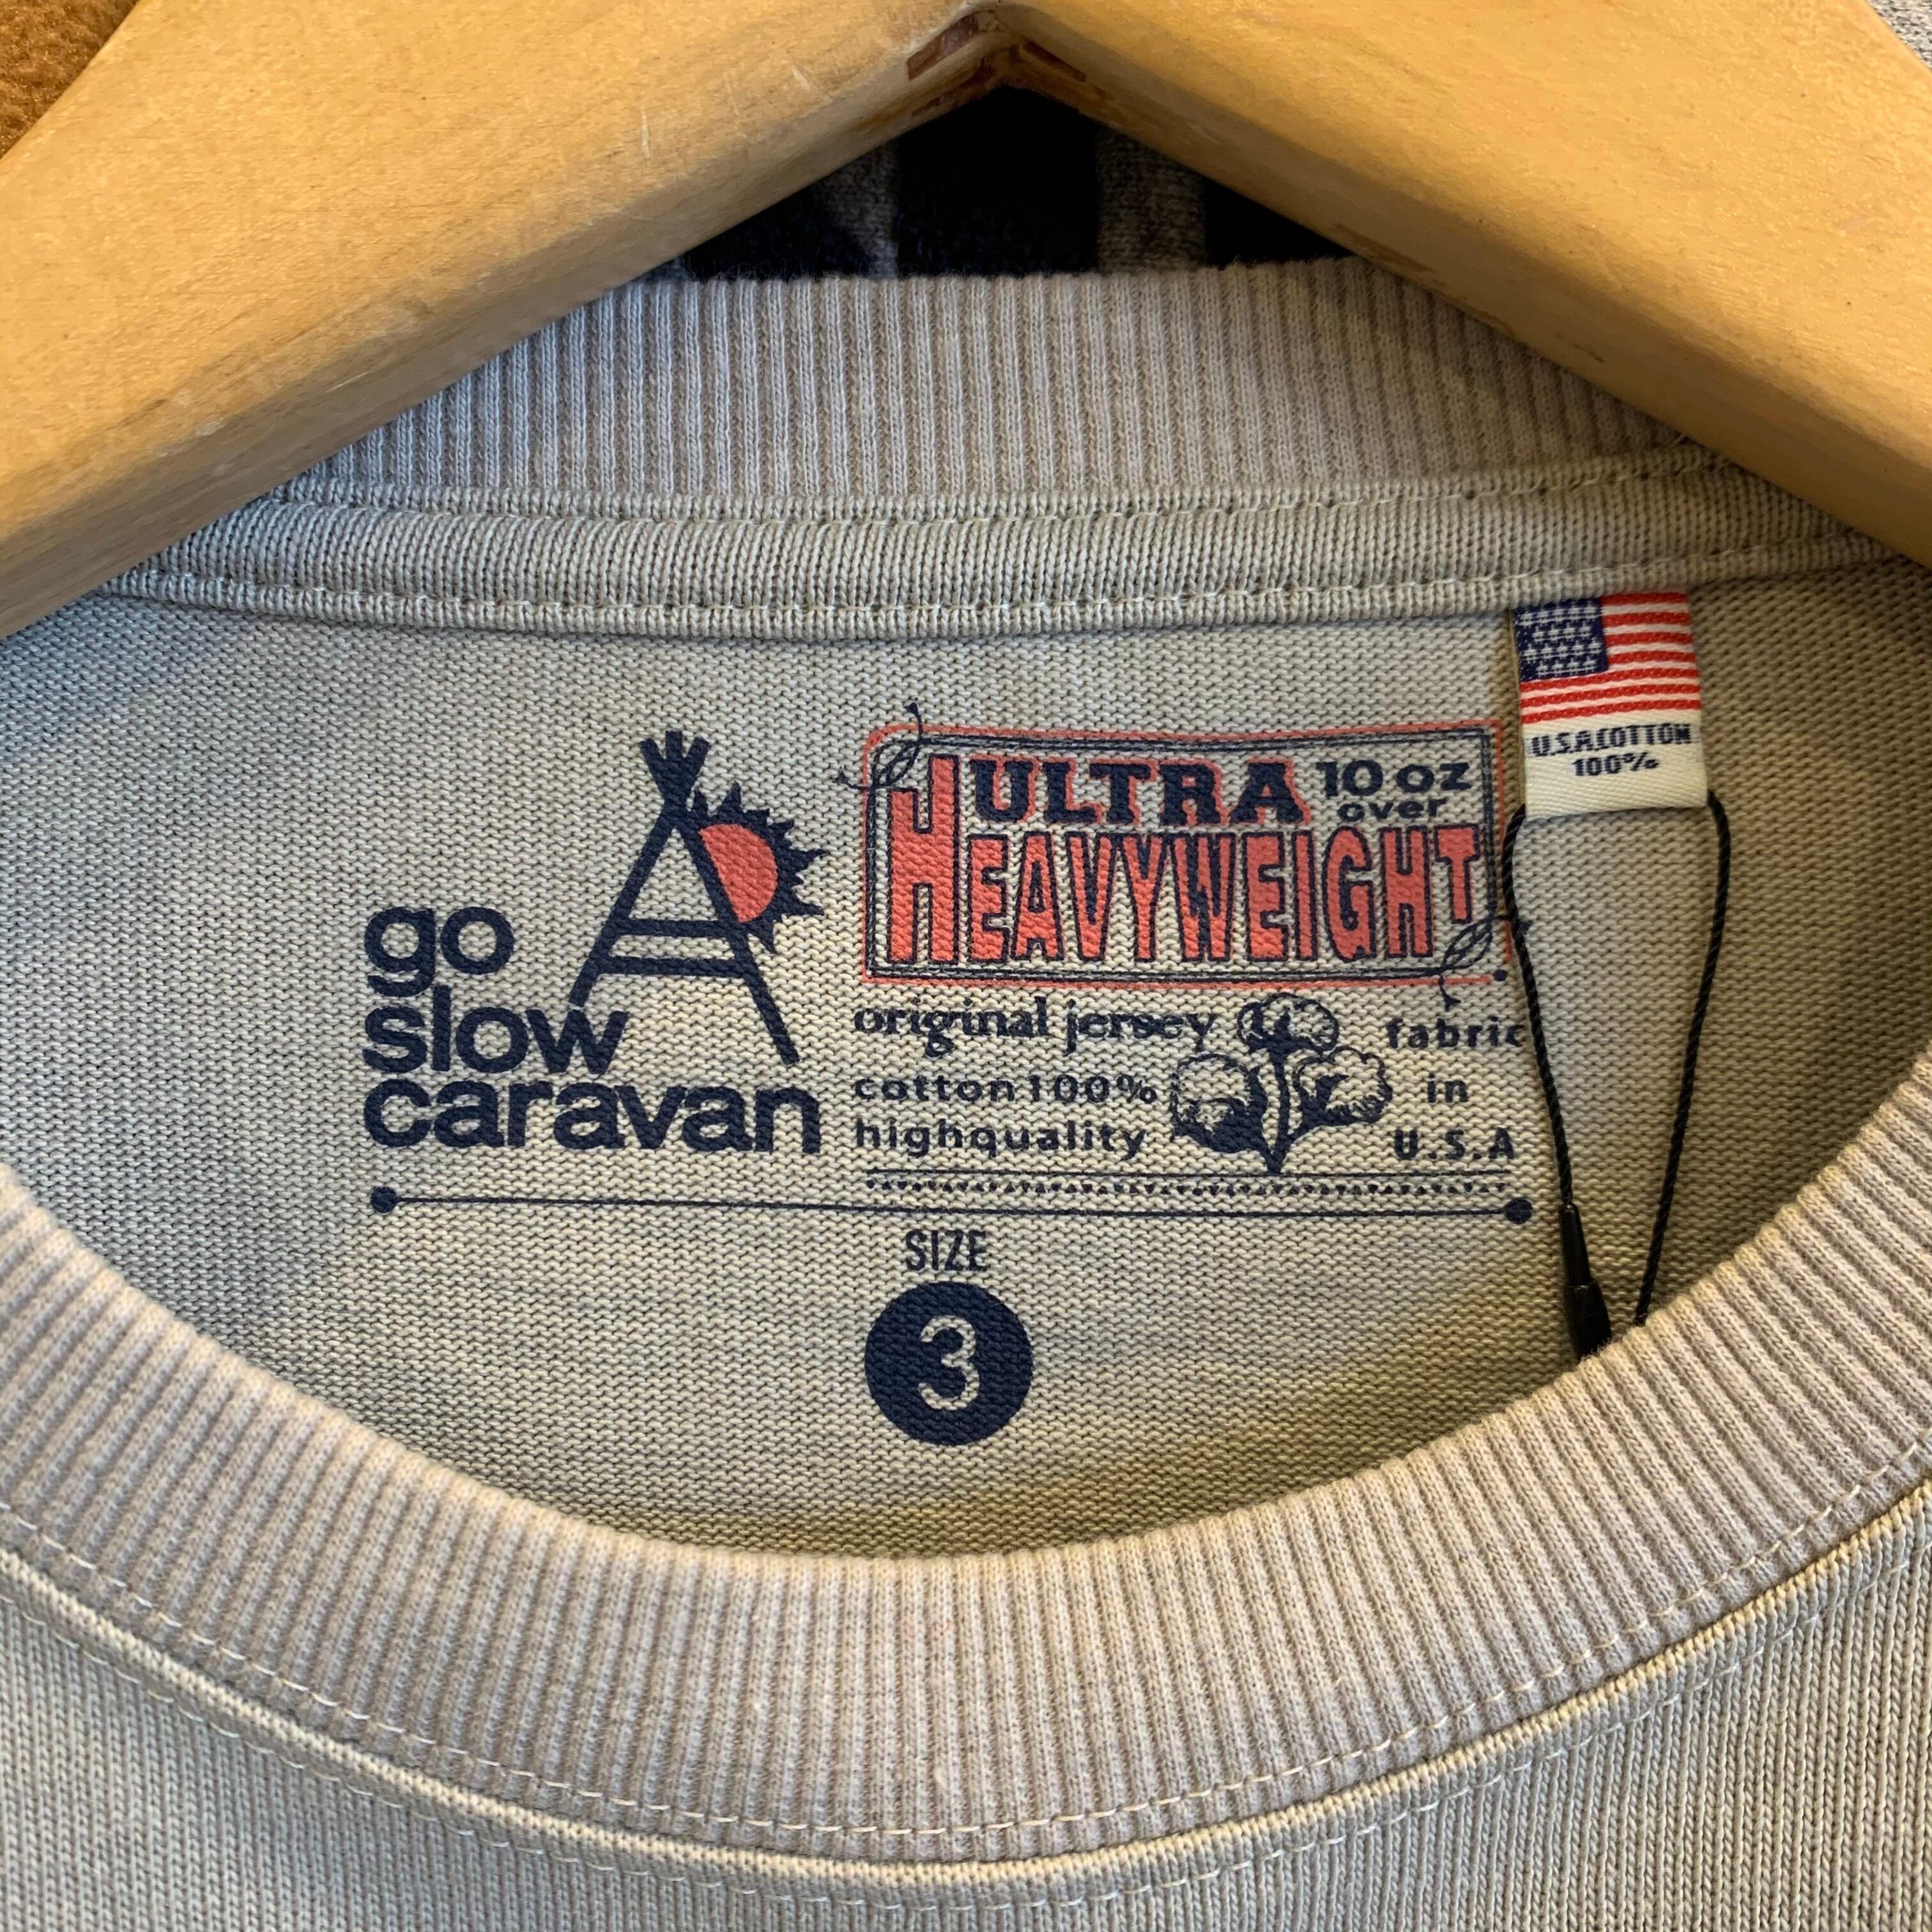 go
slow
caravan
ULTRA 10 oz
over
HEAVYWEIGHT
original jersey
cotton100%
highquality
fabric
in
U.S.A
SIZE
3
U.S.A.COTTON
100%